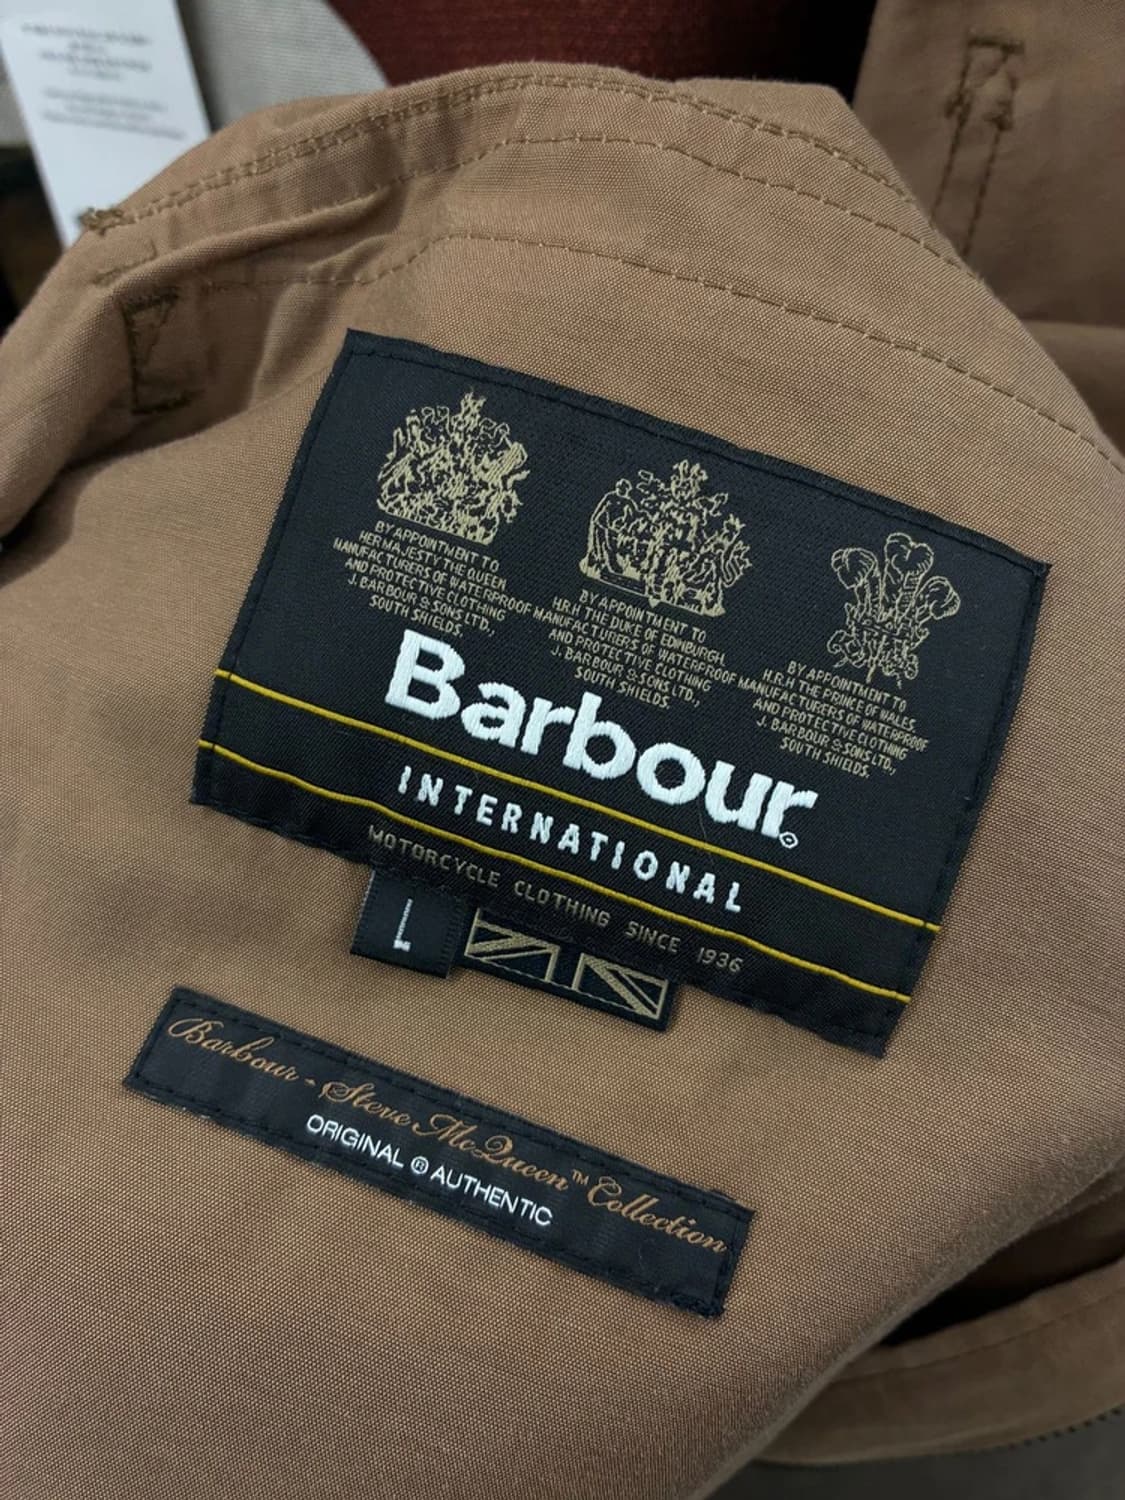 BY APPOINTMENT TO
HER MAJESTY THE QUEEN
MANUFACTURERS OF WATERPROOF
AND PROTECTIVE CLOTHING
J. BARBOUR & SONS LTD.,
SOUTH SHIELDS.
BY APPOINTMENT TO
H.R.H THE DUKE OF EDINBURGH.
MANUFACTURERS OF WATERPROOF
AND PROTECTIVE CLOTHING
J. BARBOUR, & SONS LTD.,
SOUTH SHIELDS.
BY APPOINTMENT TO
H.R.H THE PRINCE OF WALES.
MANUFACTURERS OF WATERPROOF
AND PROTECTIVE CLOTHING
J. BARBOUR & SONS LTD.,
SOUTH SHIELDS.
Barbour
INTERNATIONAL
MOTORCYCLE CLOTHING SINCE 1936
L
Barbour - Steve McQueen™ Collection
ORIGINAL ® AUTHENTIC